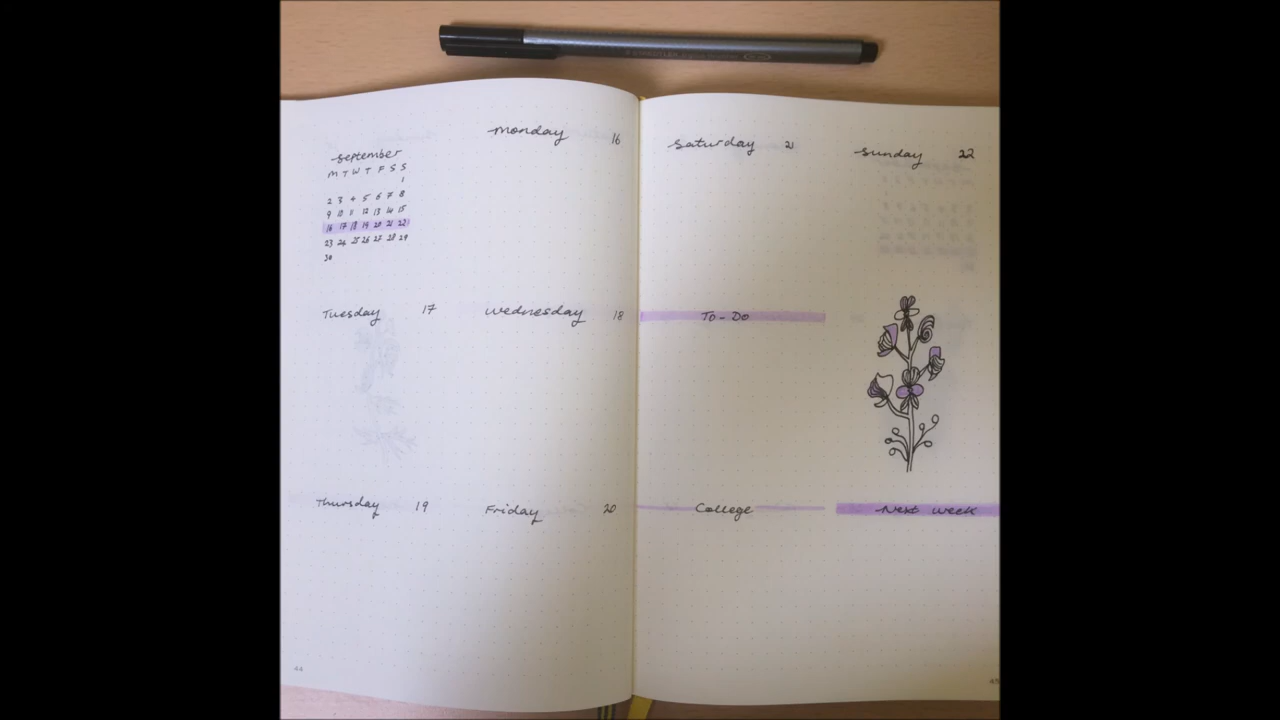 September
M T W T F S S
1
2 3 4 5 6 7 8
9 10 11 12 13 14 15
16 17 18 19 20 21 22
23 24 25 26 27 28 29
30
Monday 16
Tuesday 17
Wednesday 18
Thursday 19
Friday 20
44
Saturday 21
Sunday 22
To-Do
College
Next week